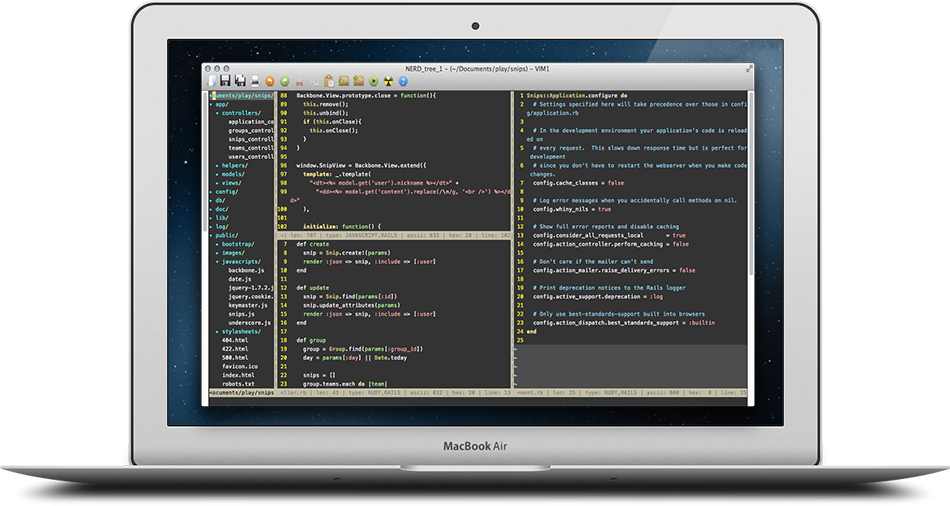 NERD_tree_1 – (~/Documents/play/snips) – VIM1
<ocuments/play/snips/
▾ app/
▾ controllers/
application_co
groups_control
snips_controll
teams_controll
users_controll
▸ helpers/
▸ models/
▸ views/
▸ config/
▸ db/
▸ doc/
▸ lib/
▸ log/
▾ public/
▸ bootstrap/
▸ images/
▾ javascripts/
backbone.js
date.js
jquery-1.7.2.j
jquery.cookie.
keymaster.js
snips.js
underscore.js
▸ stylesheets/
404.html
422.html
500.html
favicon.ico
index.html
robots.txt
<ocuments/play/snips
88 Backbone.View.prototype.close = function(){
89 this.remove();
90 this.unbind();
91 if (this.onClose){
92 this.onClose();
93 }
94 }
95
96 window.SnipView = Backbone.View.extend({
97 template: _.template(
98 "<dt><%= model.get('user').nickname %></dt>" +
99 "<dd><%= model.get('content').replace(/\n/g, '<br />') %></d
d>"
100 ),
101
102 initialize: function() {
<| len: 707 | type: JAVASCRIPT,RAILS | ascii: 032 | hex: 20 | line: 102
7 def create
8 snip = Snip.create!(params)
9 render :json => snip, :include => [:user]
10 end
11
12 def update
13 snip = Snip.find(params[:id])
14 snip.update_attributes(params)
15 render :json => snip, :include => [:user]
16 end
17
18 def group
19 group = Group.find(params[:group_id])
20 day = params[:day] || Date.today
21
22 snips = []
23 group.teams.each do |team|
<ller.rb | len: 43 | type: RUBY,RAILS | ascii: 032 | hex: 20 | line: 13
1 Snips::Application.configure do
2 # Settings specified here will take precedence over those in confi
g/application.rb
3
4 # In the development environment your application's code is reload
ed on
5 # every request. This slows down response time but is perfect for
development
6 # since you don't have to restart the webserver when you make code
changes.
7 config.cache_classes = false
8
9 # Log error messages when you accidentally call methods on nil.
10 config.whiny_nils = true
11
12 # Show full error reports and disable caching
13 config.consider_all_requests_local = true
14 config.action_controller.perform_caching = false
15
16 # Don't care if the mailer can't send
17 config.action_mailer.raise_delivery_errors = false
18
19 # Print deprecation notices to the Rails logger
20 config.active_support.deprecation = :log
21
22 # Only use best-standards-support built into browsers
23 config.action_dispatch.best_standards_support = :builtin
24 end
25
~
~
~
~
<ment.rb | len: 25 | type: RUBY,RAILS | ascii: 000 | hex: 0 | line: 25
MacBook Air